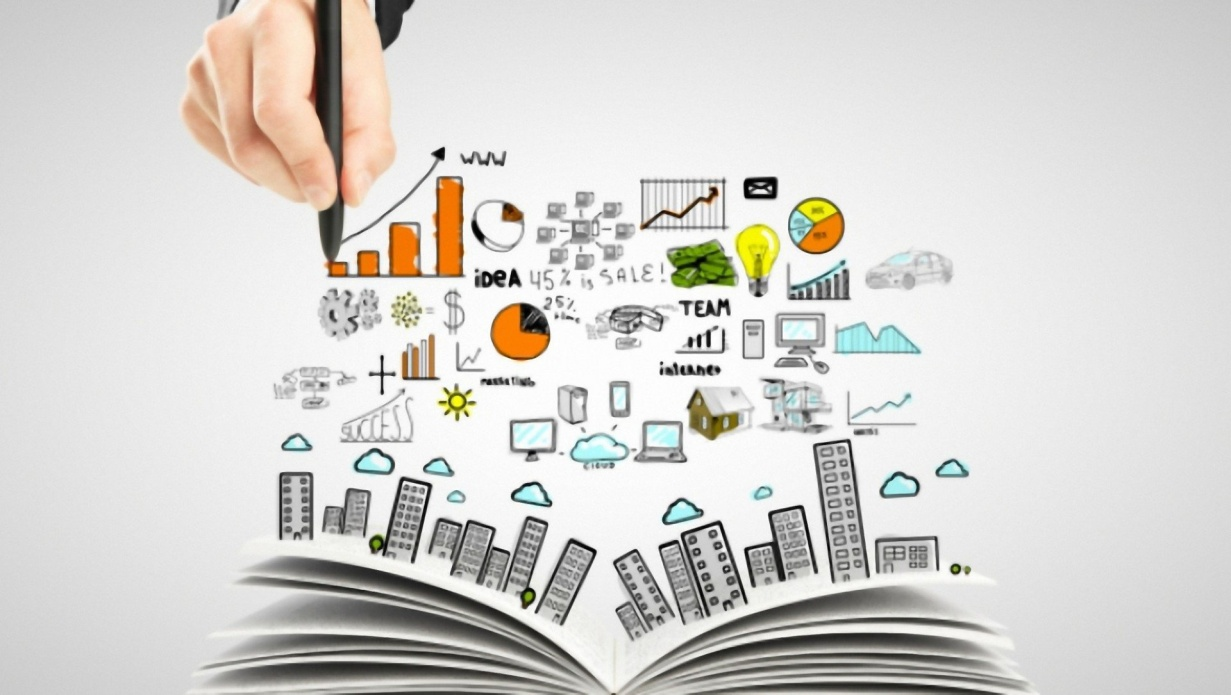 WWW
iDEA 45% is SALE!
25%
TEAM
$
internet
marketing
SUCCESS
CLOUD